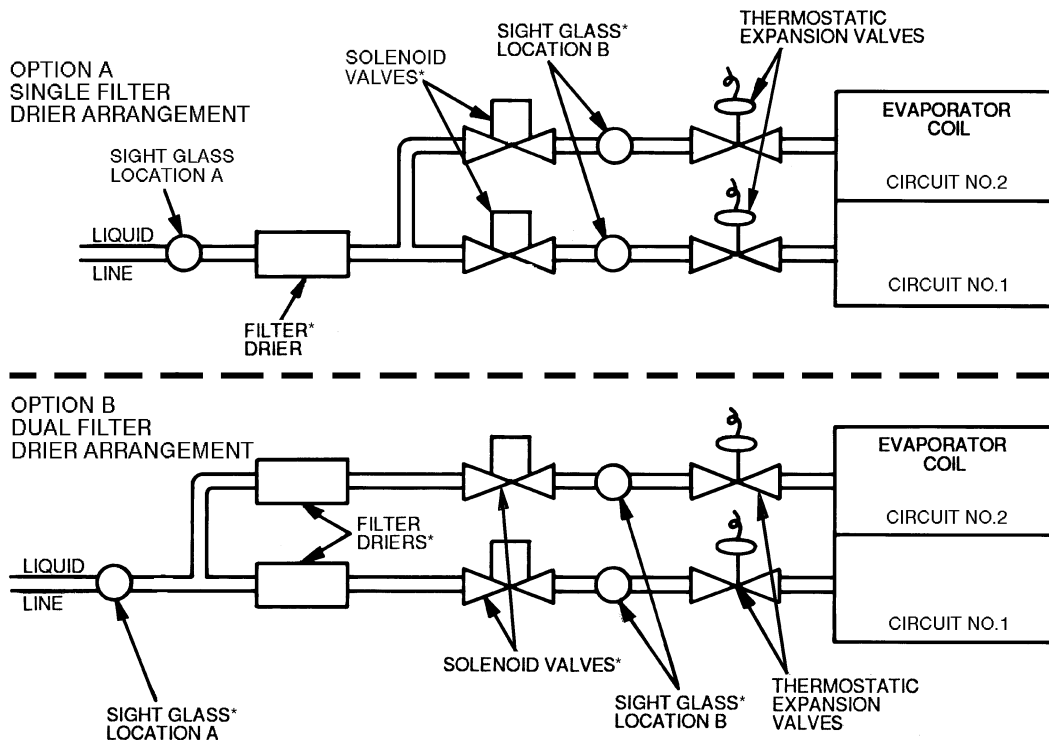 OPTION A
SINGLE FILTER
DRIER ARRANGEMENT
SOLENOID
VALVES*
SIGHT GLASS*
LOCATION B
THERMOSTATIC
EXPANSION VALVES
SIGHT GLASS
LOCATION A
LIQUID
LINE
FILTER*
DRIER
EVAPORATOR
COIL
CIRCUIT NO.2
CIRCUIT NO.1
OPTION B
DUAL FILTER
DRIER ARRANGEMENT
FILTER
DRIERS*
LIQUID
LINE
EVAPORATOR
COIL
CIRCUIT NO.2
CIRCUIT NO.1
SIGHT GLASS*
LOCATION A
SOLENOID VALVES*
SIGHT GLASS*
LOCATION B
THERMOSTATIC
EXPANSION
VALVES